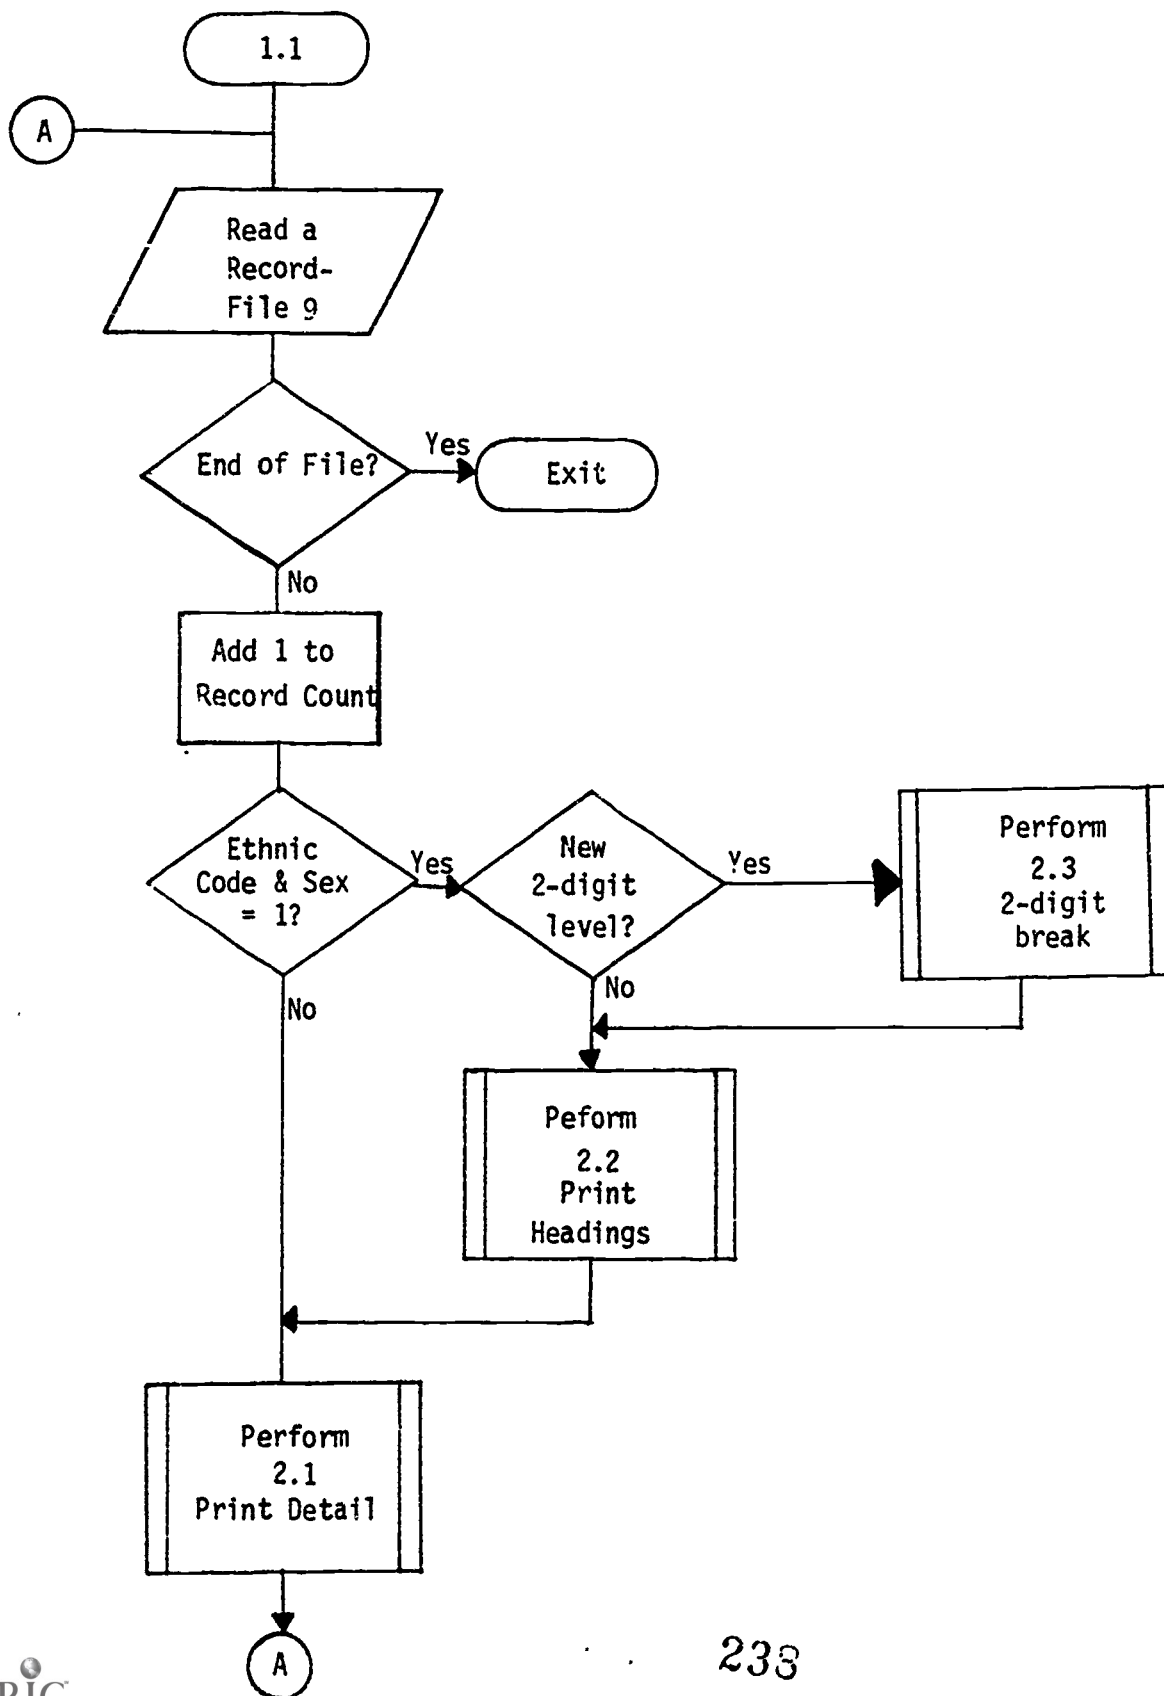 1.1
A
Read a
Record-
File 9
End of File?
Yes
Exit
No
Add 1 to
Record Count
Ethnic
Code & Sex
= 1?
Yes
New
2-digit
level?
Yes
Perform
2.3
2-digit
break
No
No
Peform
2.2
Print
Headings
Perform
2.1
Print Detail
A